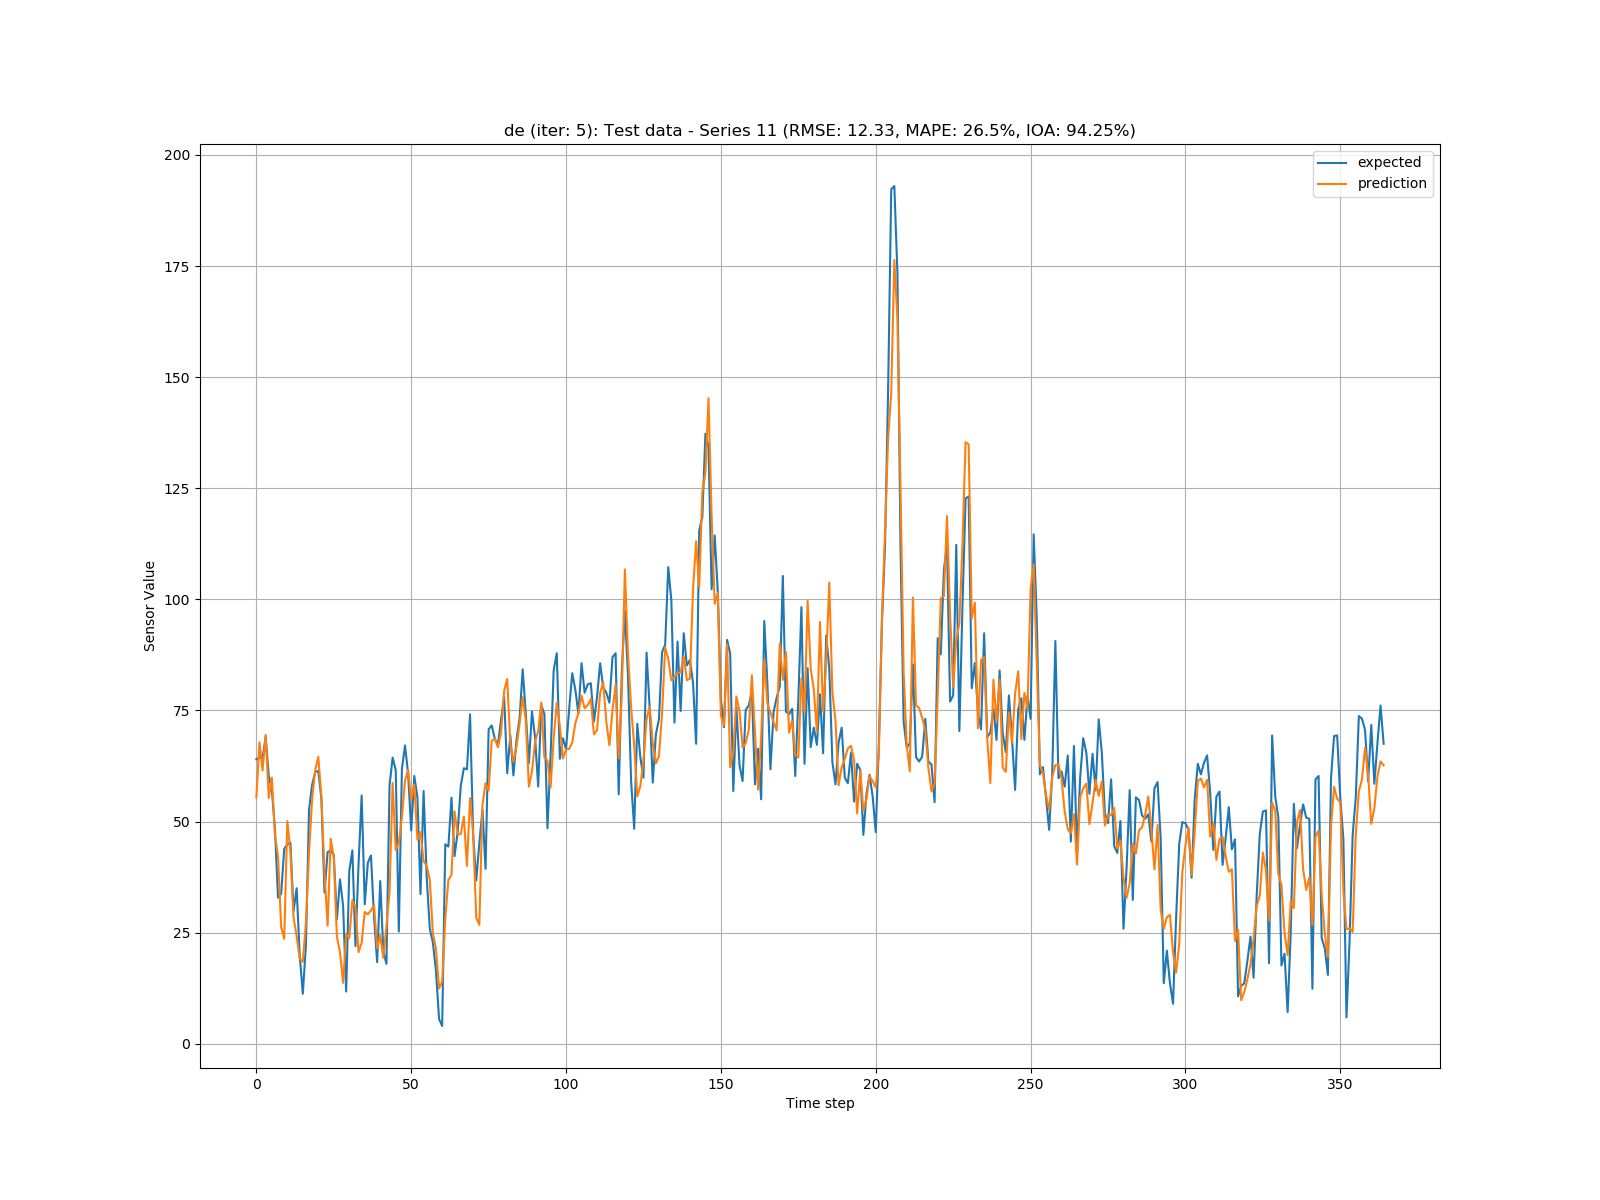 de (iter: 5): Test data - Series 11 (RMSE: 12.33, MAPE: 26.5%, IOA: 94.25%)
expected
prediction
200
175
150
125
100
75
50
25
0
Sensor Value
0 50 100 150 200 250 300 350
Time step